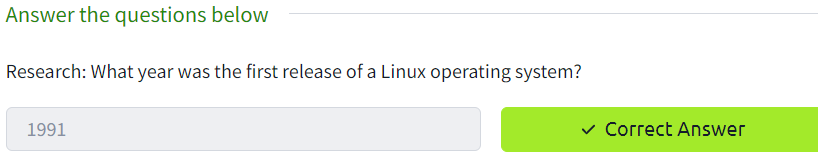 Answer the questions below
Research: What year was the first release of a Linux operating system?
1991
Correct Answer